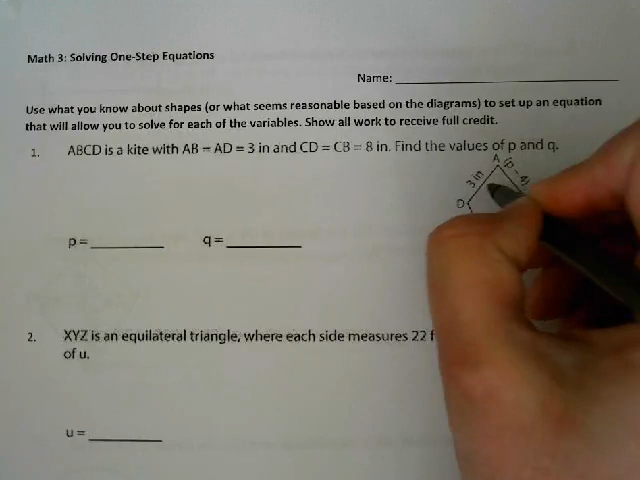 Math 3: Solving One-Step Equations
Name:
Use what you know about shapes (or what seems reasonable based on the diagrams) to set up an equation
that will allow you to solve for each of the variables. Show all work to receive full credit.
1. ABCD is a kite with AB = AD = 3 in and CD = CB = 8 in. Find the values of p and q.
A
3 in
D
p = q =
2. XYZ is an equilateral triangle, where each side measures 22 f
of u.
u =